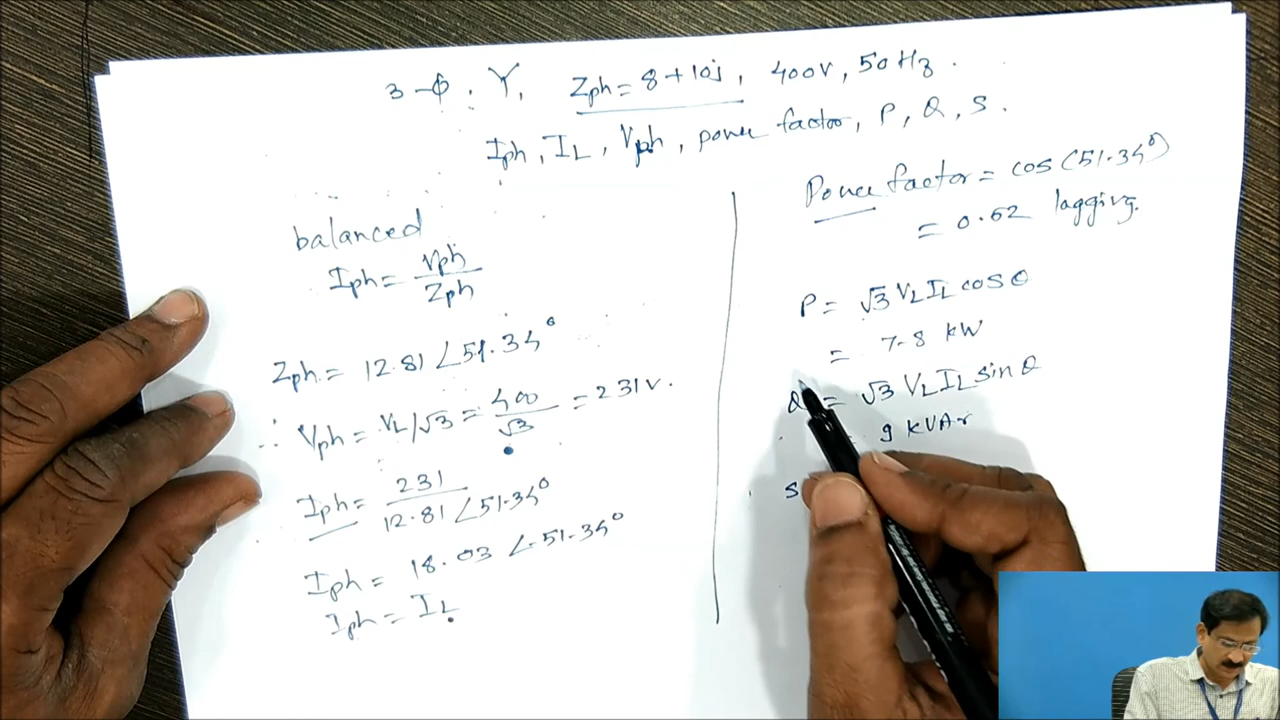 3-ϕ, Y, Zph = 8 + 10j, 400V, 50Hz.
Iph, IL, Vph, power factor, P, Q, S.
balanced
Iph = Vph / Zph
Zph = 12.81 ∠51.34°
∴ Vph = VL/√3 = 400 / √3 = 231V.
Iph = 231 / 12.81 ∠51.34°
Iph = 18.03 ∠-51.34°
Iph = IL
Power factor = cos (51.34°)
= 0.62 lagging.
P = √3 VL IL cos θ
= 7.8 kW
Q = √3 VL IL sin θ
9 kVAr
S